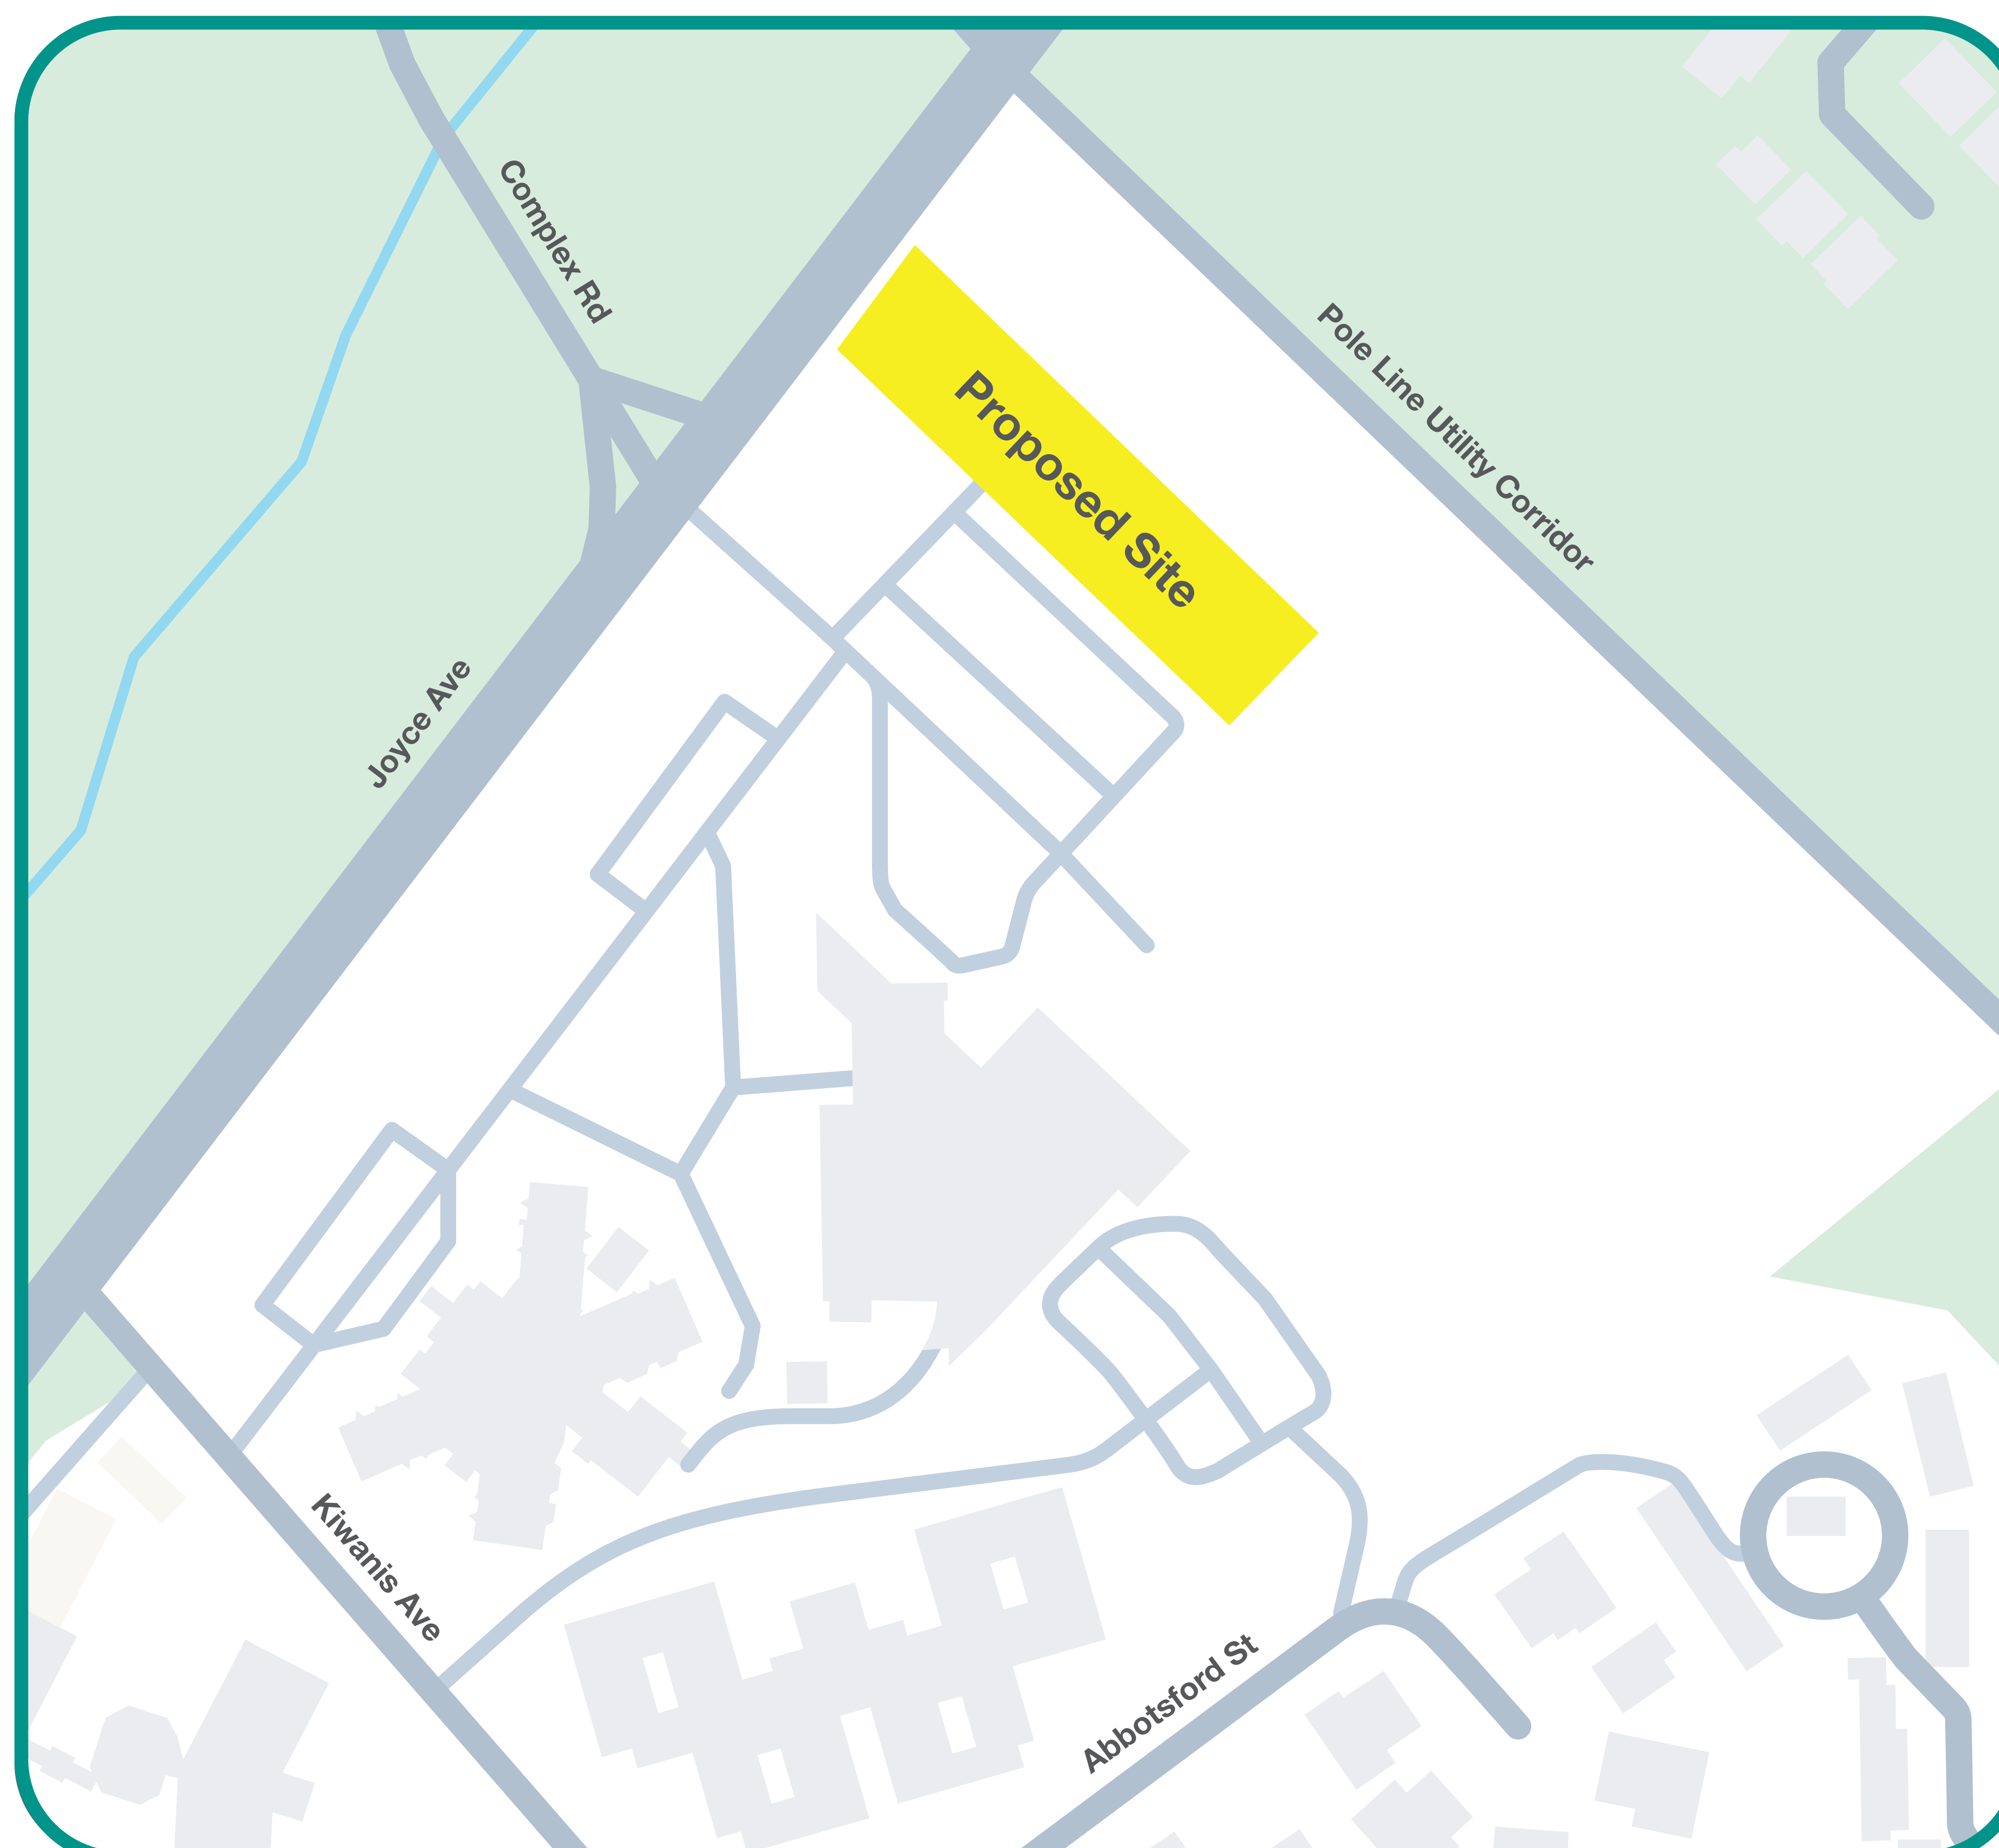 Complex Rd
Pole Line Utility Corridor
Proposed Site
Joyce Ave
Kiwanis Ave
Abbotsford St